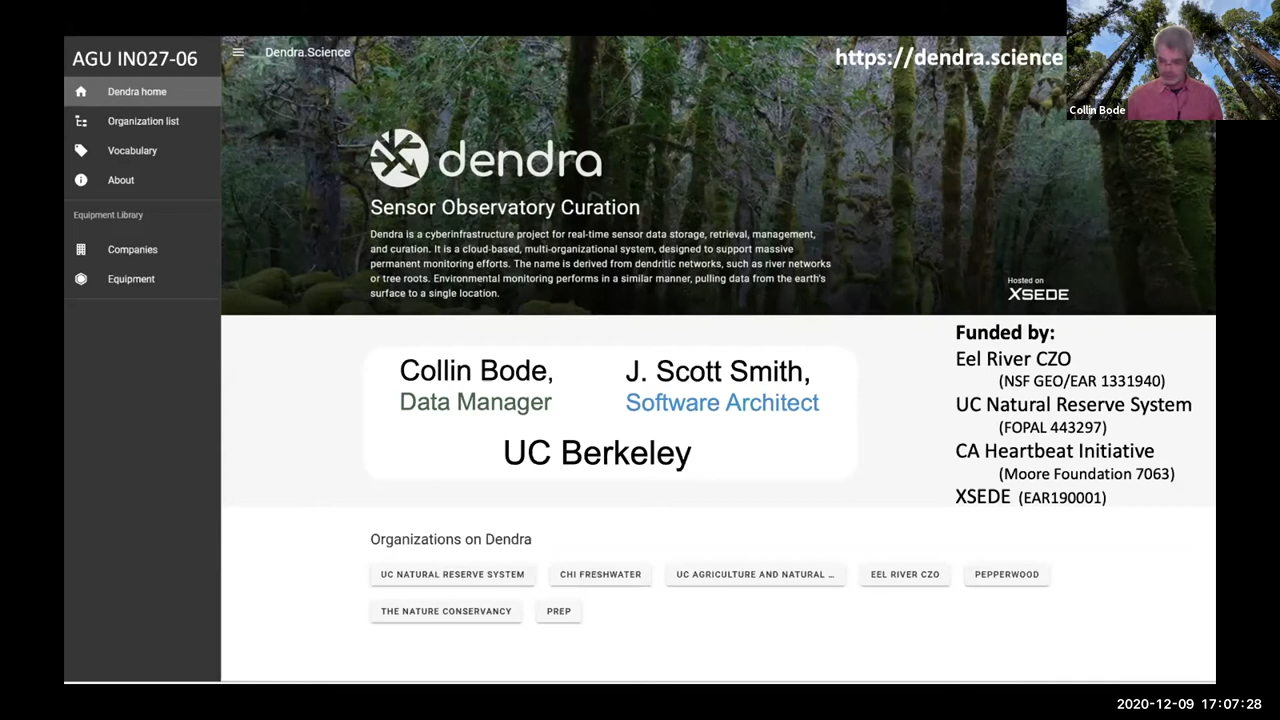 AGU IN027-06
Dendra.Science
https://dendra.science
Collin Bode
Dendra home
Organization list
Vocabulary
About
Equipment Library
Companies
Equipment
dendra
Sensor Observatory Curation
Dendra is a cyberinfrastructure project for real-time sensor data storage, retrieval, management,
and curation. It is a cloud-based, multi-organizational system, designed to support massive
permanent monitoring efforts. The name is derived from dendritic networks, such as river networks
or tree roots. Environmental monitoring performs in a similar manner, pulling data from the earth's
surface to a single location.
Hosted on
XSEDE
Collin Bode,
Data Manager
J. Scott Smith,
Software Architect
UC Berkeley
Funded by:
Eel River CZO
(NSF GEO/EAR 1331940)
UC Natural Reserve System
(FOPAL 443297)
CA Heartbeat Initiative
(Moore Foundation 7063)
XSEDE (EAR190001)
Organizations on Dendra
UC NATURAL RESERVE SYSTEM
CHI FRESHWATER
UC AGRICULTURE AND NATURAL ...
EEL RIVER CZO
PEPPERWOOD
THE NATURE CONSERVANCY
PREP
2020-12-09 17:07:28